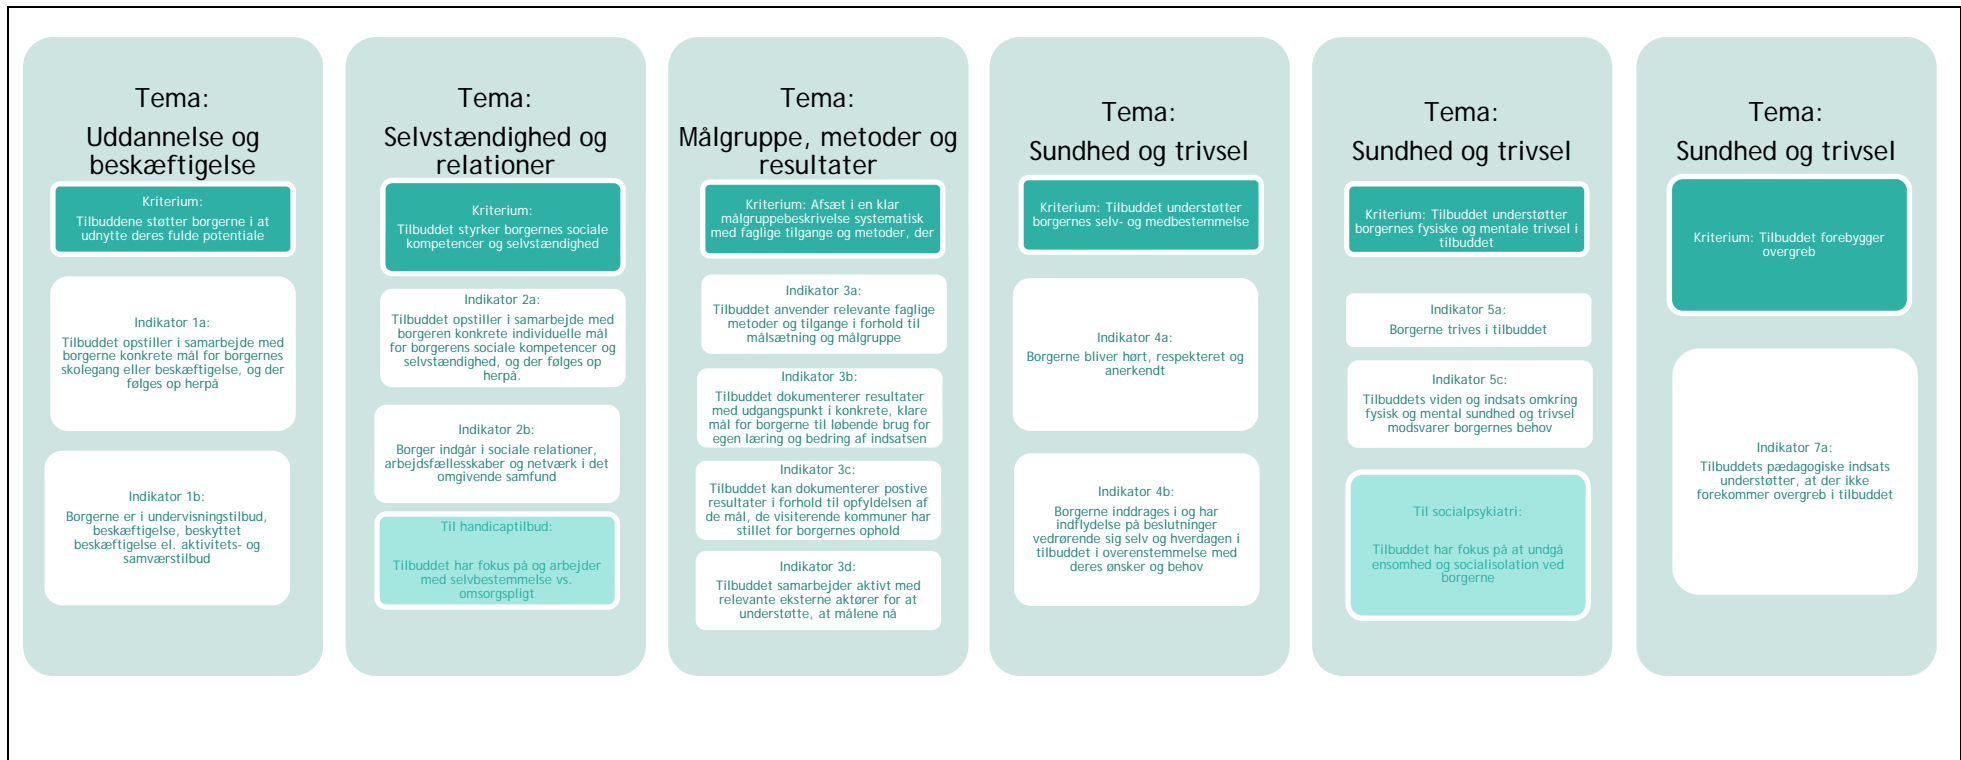 Tema:
Uddannelse og
beskæftigelse
Kriterium:
Tilbuddene støtter borgerne i at
udnytte deres fulde potentiale
Indikator 1a:
Tilbuddet opstiller i samarbejde med
borgerne konkrete mål for borgernes
skolegang eller beskæftigelse, og der
følges op herpå
Indikator 1b:
Borgerne er i undervisningstilbud,
beskæftigelse, beskyttet
beskæftigelse el. aktivitets- og
samværstilbud
Tema:
Selvstændighed og
relationer
Kriterium:
Tilbuddet styrker borgernes sociale
kompetencer og selvstændighed
Indikator 2a:
Tilbuddet opstiller i samarbejde med
borgeren konkrete individuelle mål
for borgerens sociale kompetencer og
selvstændighed, og der følges op
herpå.
Indikator 2b:
Borger indgår i sociale relationer,
arbejdsfællesskaber og netværk i det
omgivende samfund
Til handicaptilbud:
Tilbuddet har fokus på og arbejder
med selvbestemmelse vs.
omsorgspligt
Tema:
Målgruppe, metoder og
resultater
Kriterium: Afsæt i en klar
målgruppebeskrivelse systematisk
med faglige tilgange og metoder, der
Indikator 3a:
Tilbuddet anvender relevante faglige
metoder og tilgange i forhold til
målsætning og målgruppe
Indikator 3b:
Tilbuddet dokumenterer resultater
med udgangspunkt i konkrete, klare
mål for borgerne til løbende brug for
egen læring og bedring af indsatsen
Indikator 3c:
Tilbuddet kan dokumenterer postive
resultater i forhold til opfyldelsen af
de mål, de visiterende kommuner har
stillet for borgernes ophold
Indikator 3d:
Tilbuddet samarbejder aktivt med
relevante eksterne aktører for at
understøtte, at målene nå
Tema:
Sundhed og trivsel
Kriterium: Tilbuddet understøtter
borgernes selv- og medbestemmelse
Indikator 4a:
Borgerne bliver hørt, respekteret og
anerkendt
Indikator 4b:
Borgerne inddrages i og har
indflydelse på beslutninger
vedrørende sig selv og hverdagen i
tilbuddet i overenstemmelse med
deres ønsker og behov
Tema:
Sundhed og trivsel
Kriterium: Tilbuddet understøtter
borgernes fysiske og mentale trivsel i
tilbuddet
Indikator 5a:
Borgerne trives i tilbuddet
Indikator 5c:
Tilbuddets viden og indsats omkring
fysisk og mental sundhed og trivsel
modsvarer borgernes behov
Til socialpsykiatri:
Tilbuddet har fokus på at undgå
ensomhed og socialisolation ved
borgerne
Tema:
Sundhed og trivsel
Kriterium: Tilbuddet forebygger
overgreb
Indikator 7a:
Tilbuddets pædagogiske indsats
understøtter, at der ikke
forekommer overgreb i tilbuddet